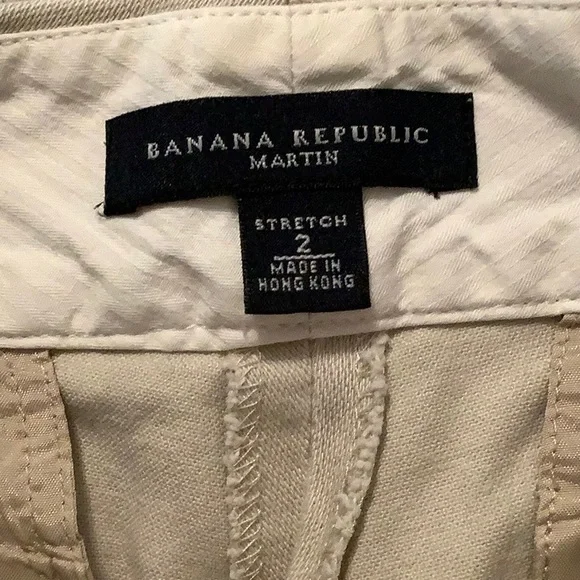 BANANA REPUBLIC
MARTIN
STRETCH
2
MADE IN
HONG KONG